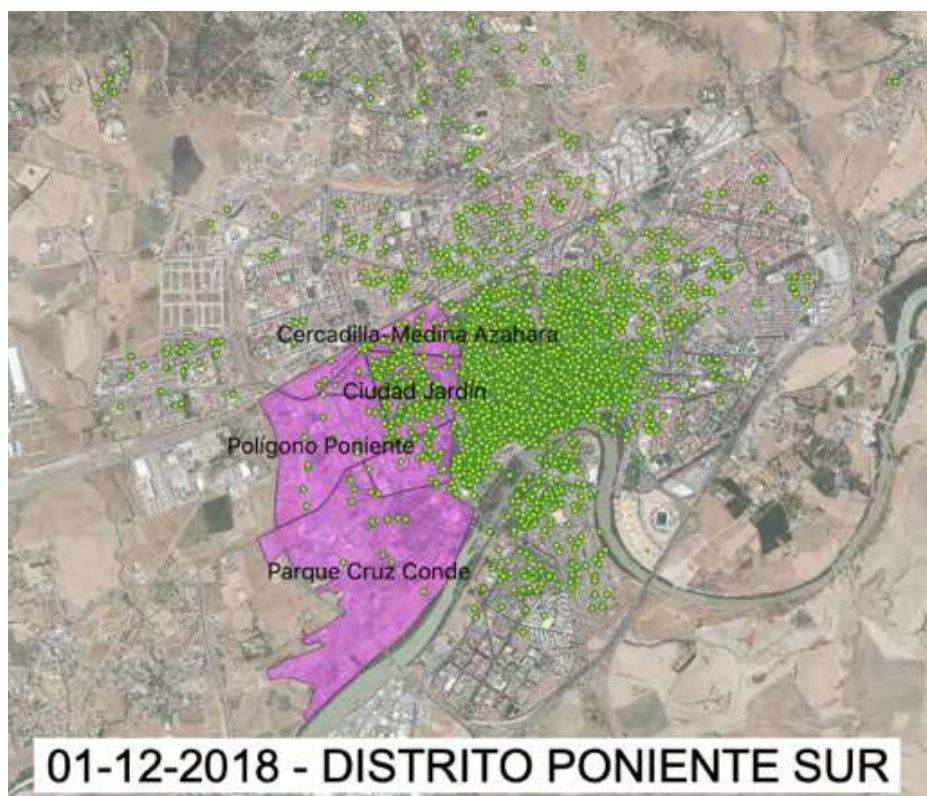 Cercadilla-Medina Azahara
Ciudad Jardín
Polígono Poniente
Parque Cruz Conde
01-12-2018 - DISTRITO PONIENTE SUR